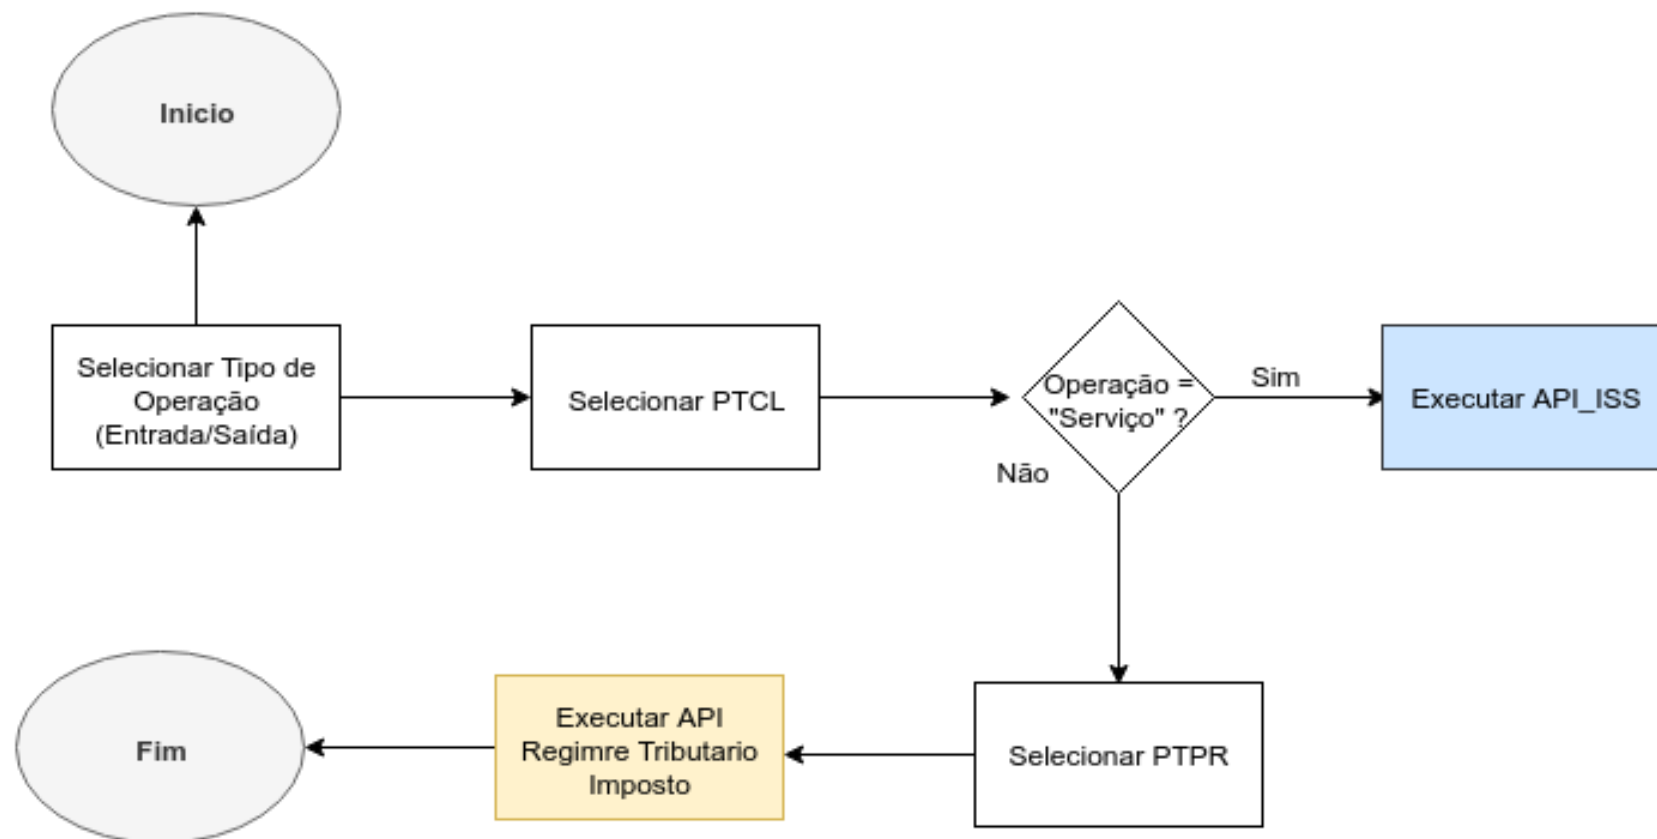 Inicio
Selecionar Tipo de
Operação
(Entrada/Saída)
Selecionar PTCL
Operação =
"Serviço" ?
Sim
Executar API_ISS
Não
Selecionar PTPR
Executar API
Regimre Tributario
Imposto
Fim